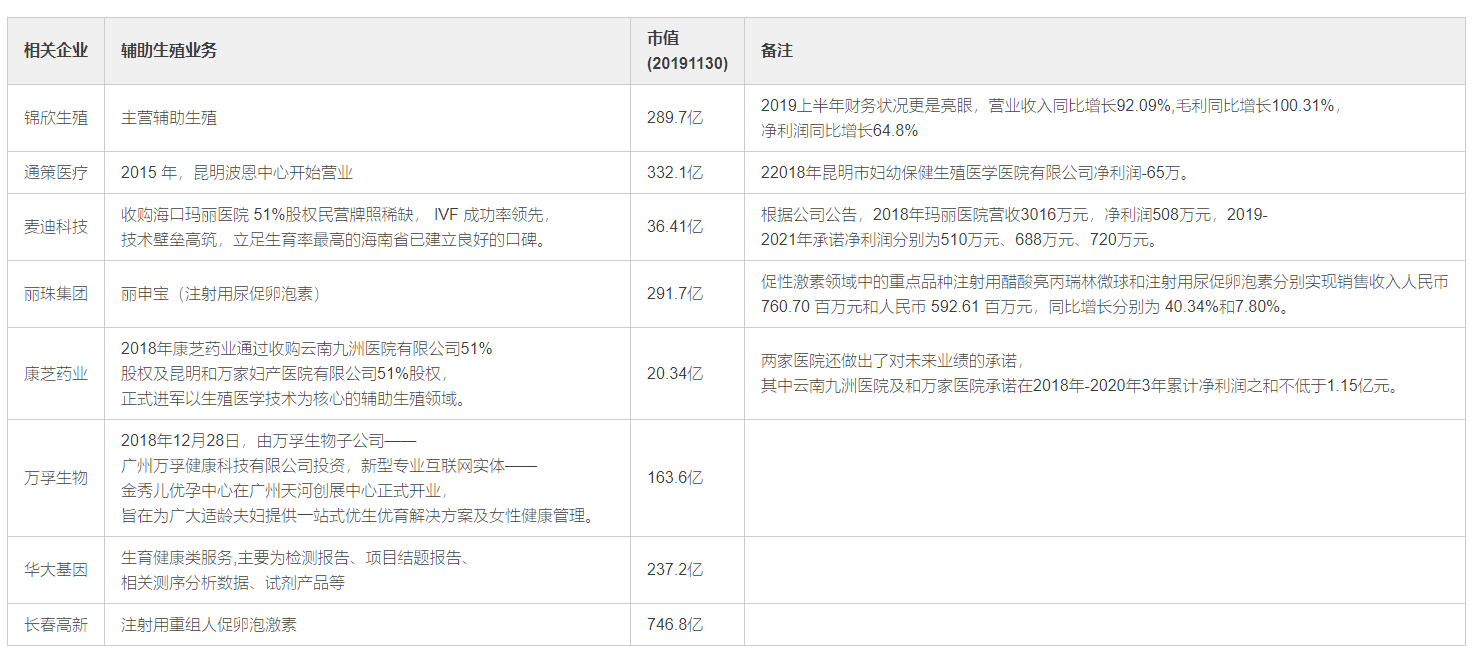 相关企业
辅助生殖业务
市值
(20191130)
备注
锦欣生殖
主营辅助生殖
289.7亿
2019上半年财务状况更是亮眼，营业收入同比增长92.09%,毛利同比增长100.31%，
净利润同比增长64.8%
通策医疗
2015 年，昆明波恩中心开始营业
332.1亿
22018年昆明市妇幼保健生殖医学医院有限公司净利润-65万。
麦迪科技
收购海口玛丽医院 51%股权民营牌照稀缺， IVF 成功率领先，
技术壁垒高筑，立足生育率最高的海南省已建立良好的口碑。
36.41亿
根据公司公告，2018年玛丽医院营收3016万元，净利润508万元，2019-
2021年承诺净利润分别为510万元、688万元、720万元。
丽珠集团
丽申宝（注射用尿促卵泡素）
291.7亿
促性激素领域中的重点品种注射用醋酸亮丙瑞林微球和注射用尿促卵泡素分别实现销售收入人民币
760.70 百万元和人民币 592.61 百万元，同比增长分别为 40.34%和7.80%。
康芝药业
2018年康芝药业通过收购云南九洲医院有限公司51%
股权及昆明和万家妇产医院有限公司51%股权，
正式进军以生殖医学技术为核心的辅助生殖领域。
20.34亿
两家医院还做出了对未来业绩的承诺，
其中云南九洲医院及和万家医院承诺在2018年-2020年3年累计净利润之和不低于1.15亿元。
万孚生物
2018年12月28日，由万孚生物子公司——
广州万孚健康科技有限公司投资，新型专业互联网实体——
金秀儿优孕中心在广州天河创展中心正式开业，
旨在为广大适龄夫妇提供一站式优生优育解决方案及女性健康管理。
163.6亿
华大基因
生育健康类服务,主要为检测报告、项目结题报告、
相关测序分析数据、试剂产品等
237.2亿
长春高新
注射用重组人促卵泡激素
746.8亿